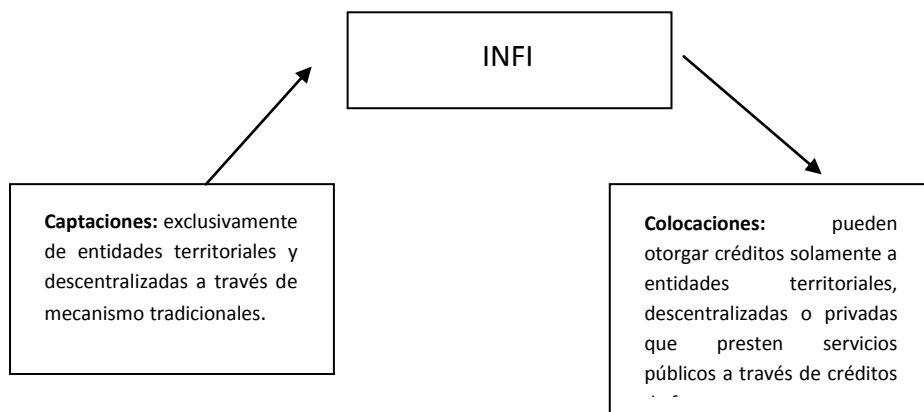 INFI
Captaciones: exclusivamente
de entidades territoriales y
descentralizadas a través de
mecanismo tradicionales.
Colocaciones: pueden
otorgar créditos solamente a
entidades territoriales,
descentralizadas o privadas
que presten servicios
públicos a través de créditos